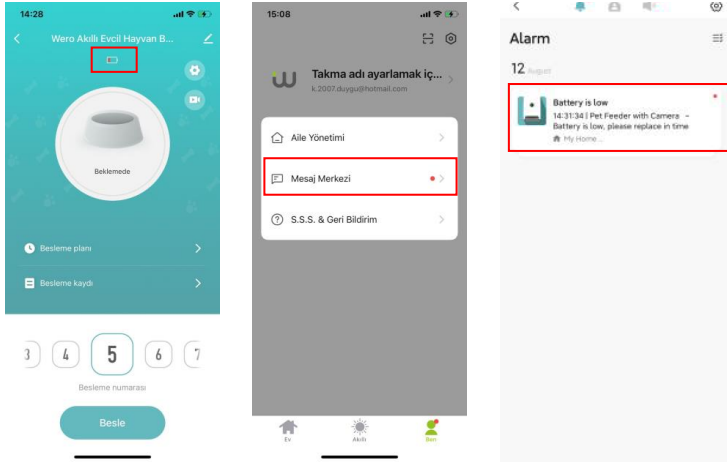 14:28
Wero Akıllı Evcil Hayvan B...
Beklemede
Besleme planı
Besleme kaydı
3 4 5 6 7
Besleme numarası
Besle
15:08
Takma adı ayarlamak iç...
k.2007.duygu@hotmail.com
Aile Yönetimi
Mesaj Merkezi
S.S.S. & Geri Bildirim
Ev Akıllı Ben
Alarm
12 August
Battery is low
14:31:34 | Pet Feeder with Camera -
Battery is low, please replace in time
My Home ..